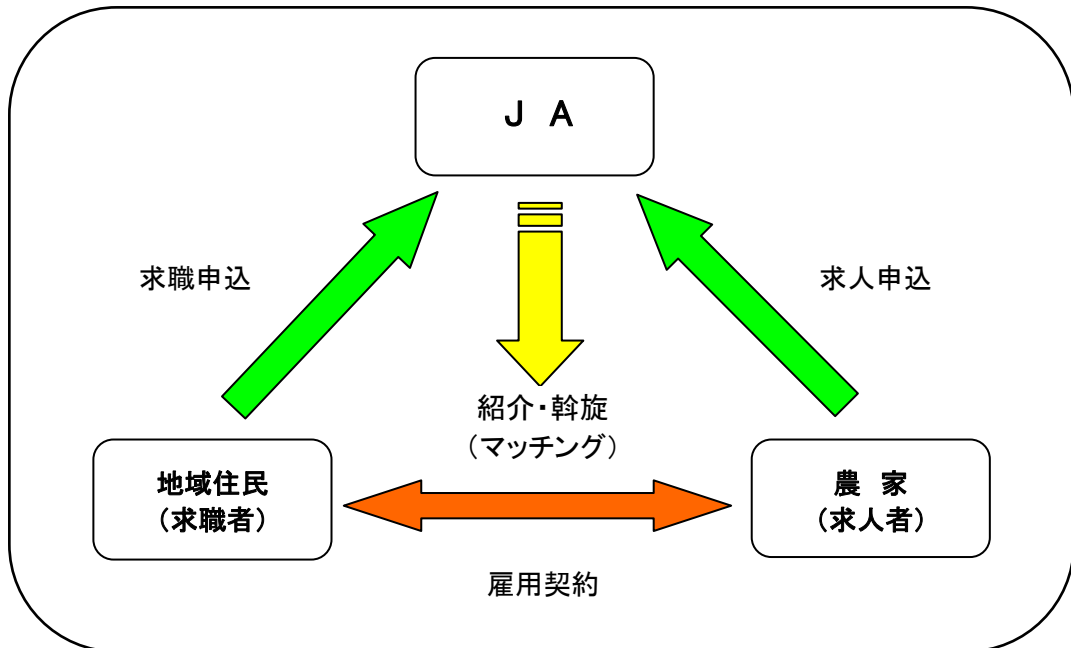 J A
求職申込
求人申込
紹介・斡旋
(マッチング)
地域住民
(求職者)
農 家
(求人者)
雇用契約